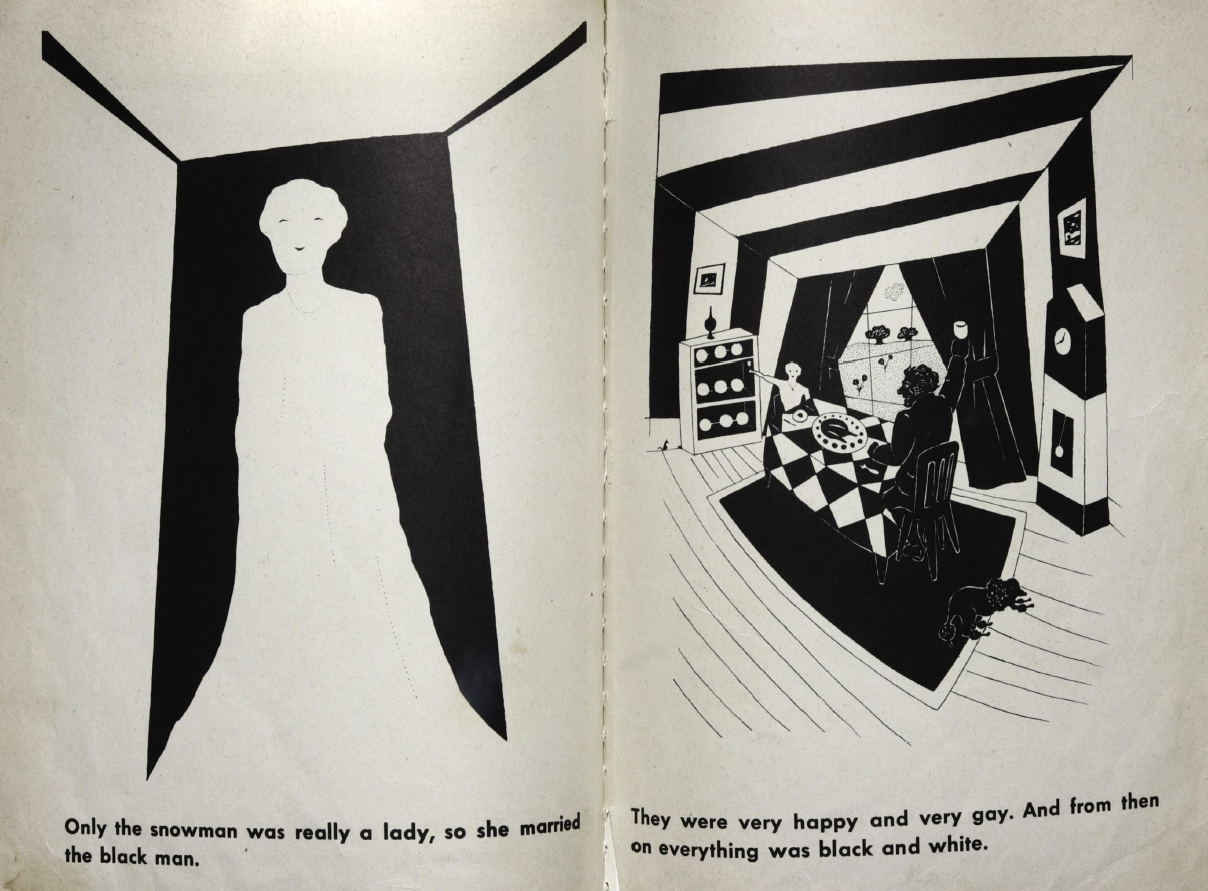 Only the snowman was really a lady, so she married
the black man.
They were very happy and very gay. And from then
on everything was black and white.